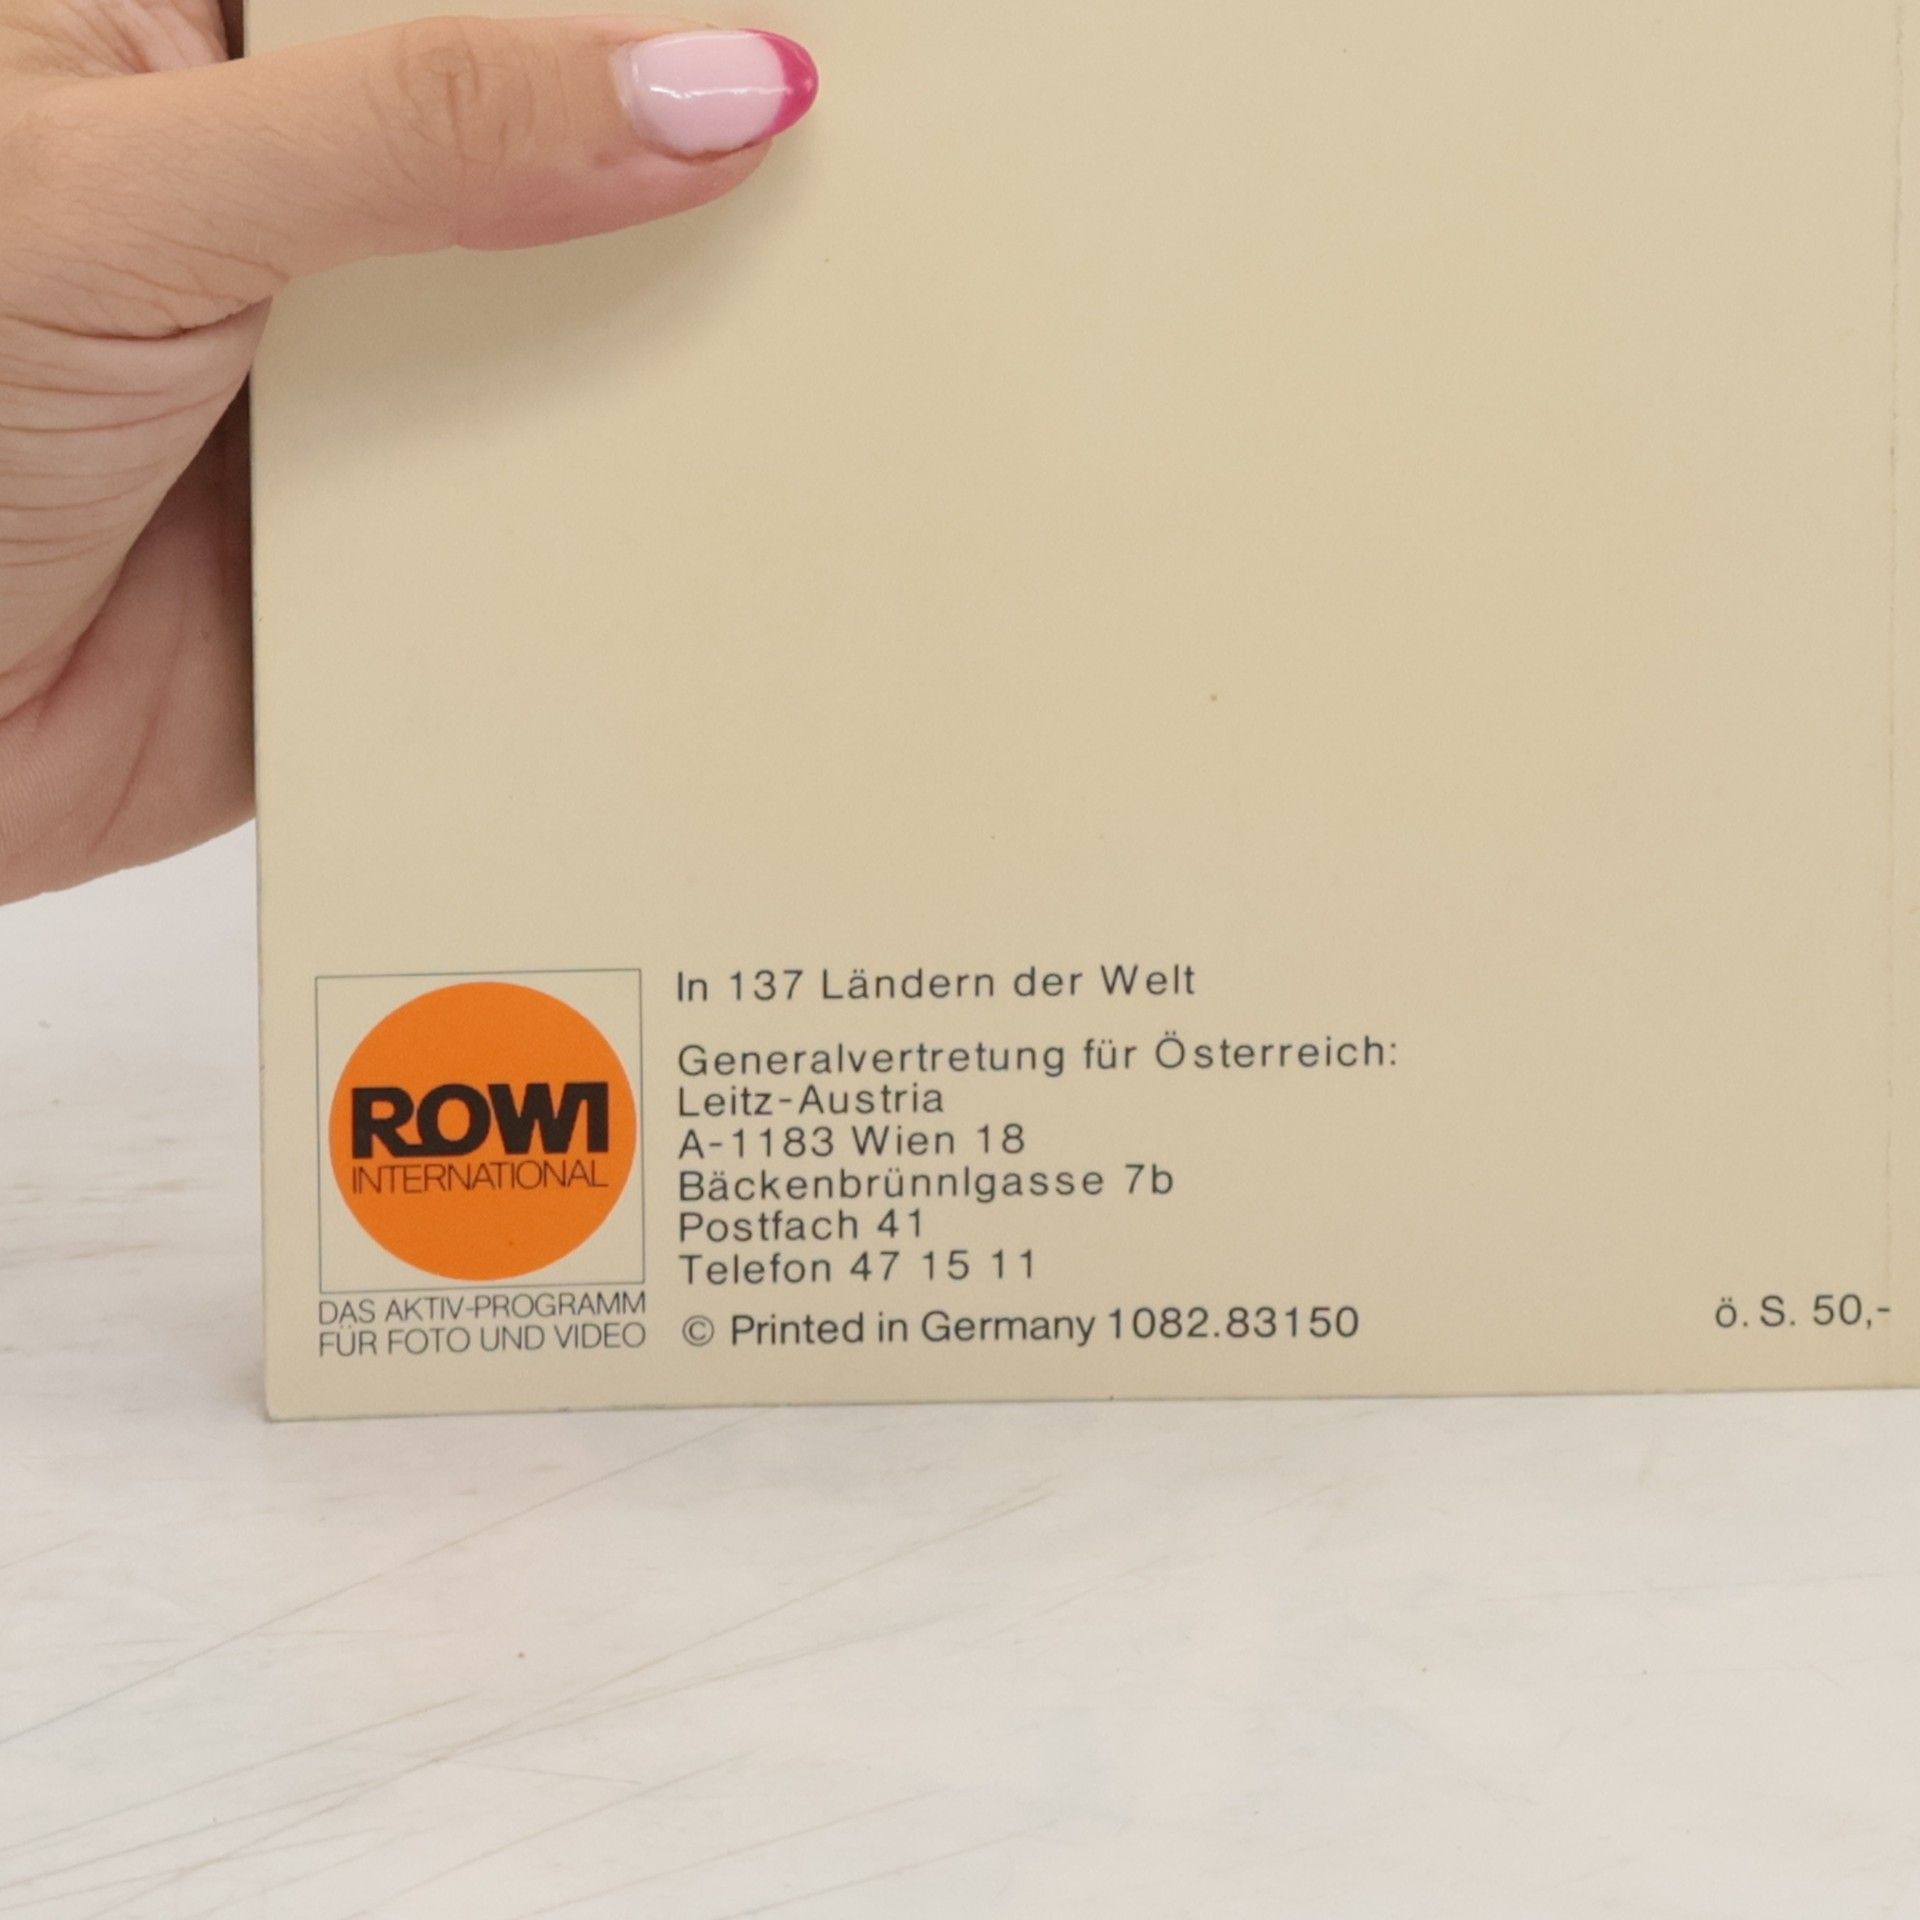 ROWI
INTERNATIONAL
DAS AKTIV-PROGRAMM
FÜR FOTO UND VIDEO
In 137 Ländern der Welt
Generalvertretung für Österreich:
Leitz-Austria
A-1183 Wien 18
Bäckenbrünnlgasse 7b
Postfach 41
Telefon 47 15 11
© Printed in Germany 1082.83150
ö. S. 50,-